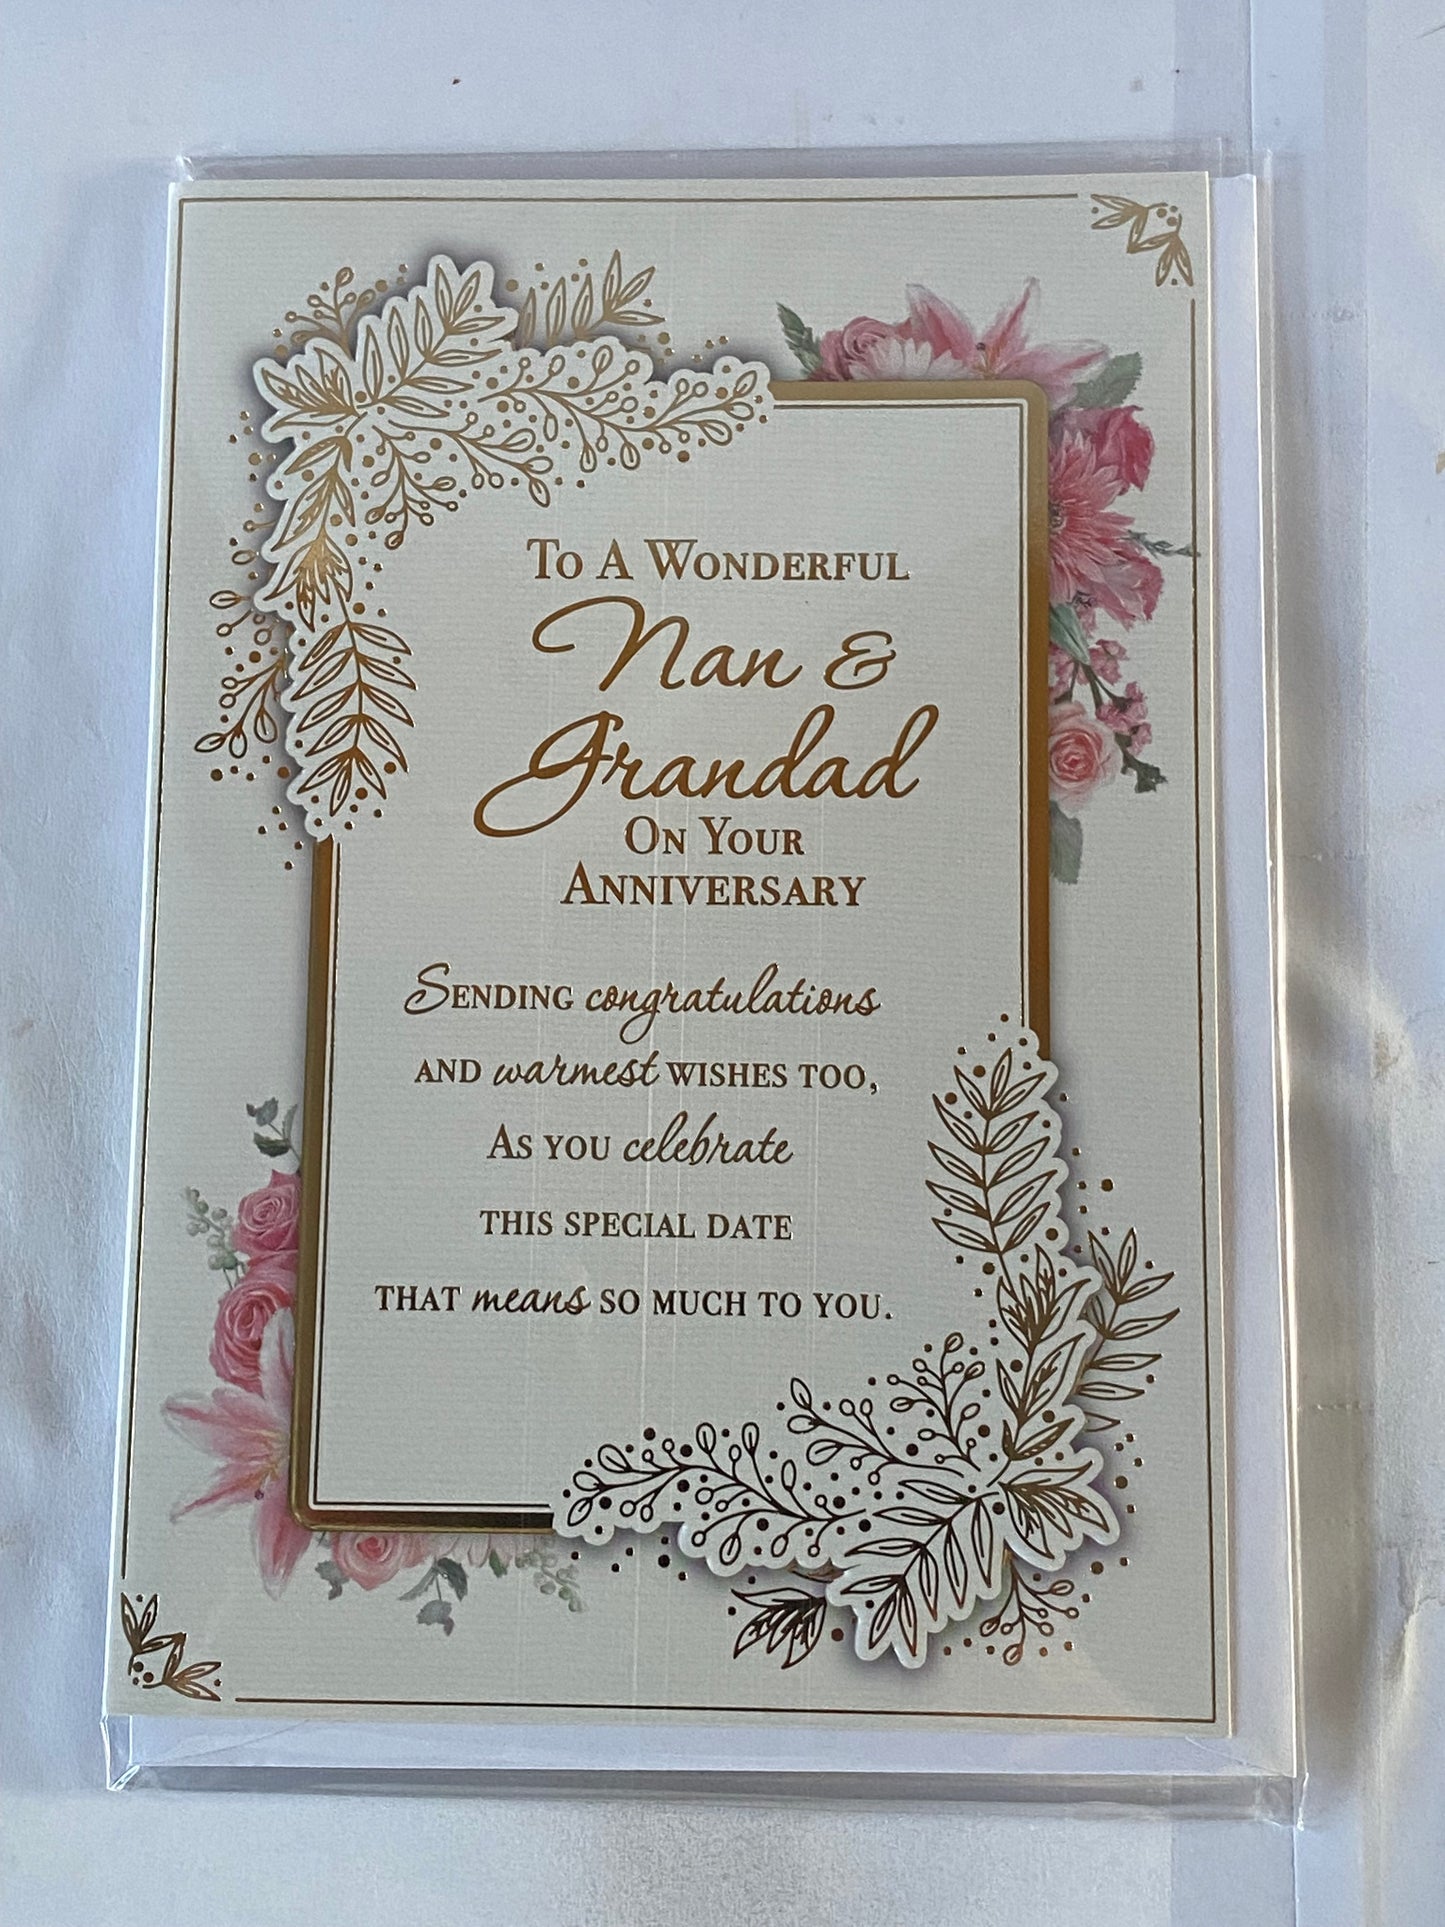 To A Wonderful
Nan &
Grandad
On Your
Anniversary
Sending congratulations
and warmest wishes too,
As you celebrate
this special date
that means so much to you.